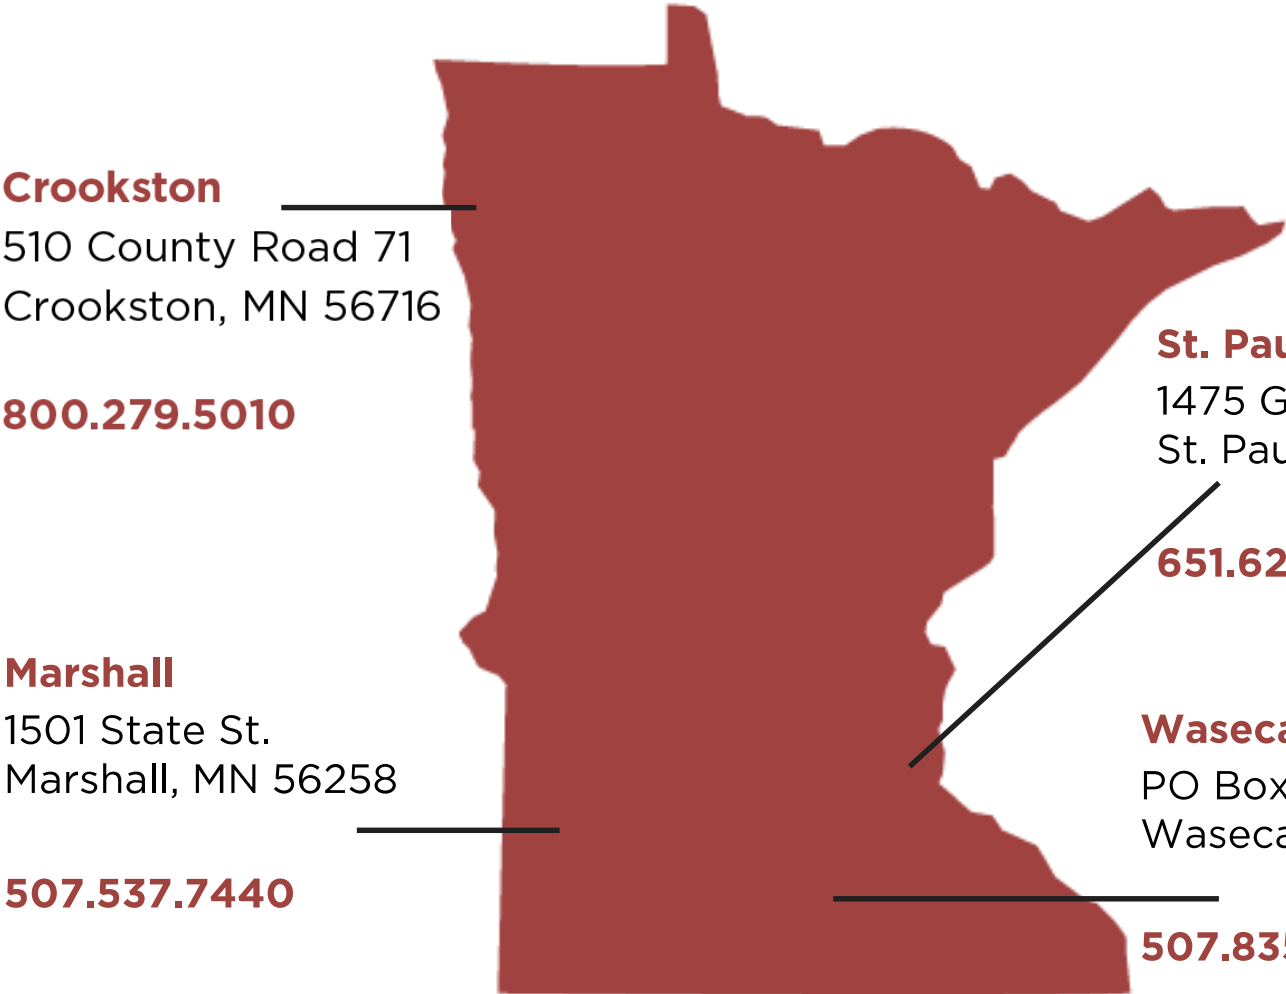 Crookston
510 County Road 71
Crookston, MN 56716
800.279.5010
St. Pau
1475 G
St. Pau
651.62
Marshall
1501 State St.
Marshall, MN 56258
507.537.7440
Waseca
PO Box
Waseca
507.835